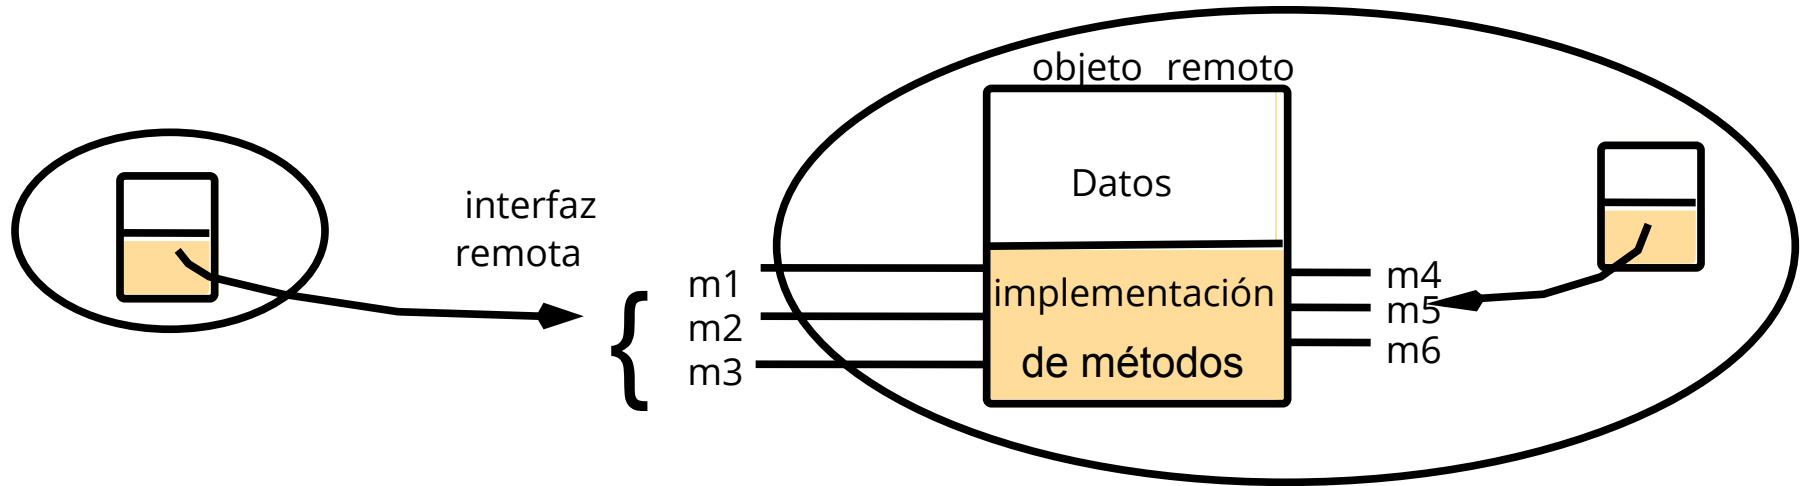 objeto remoto
Datos
interfaz
remota
{
m1
m2
m3
implementación
de métodos
m4
m5
m6